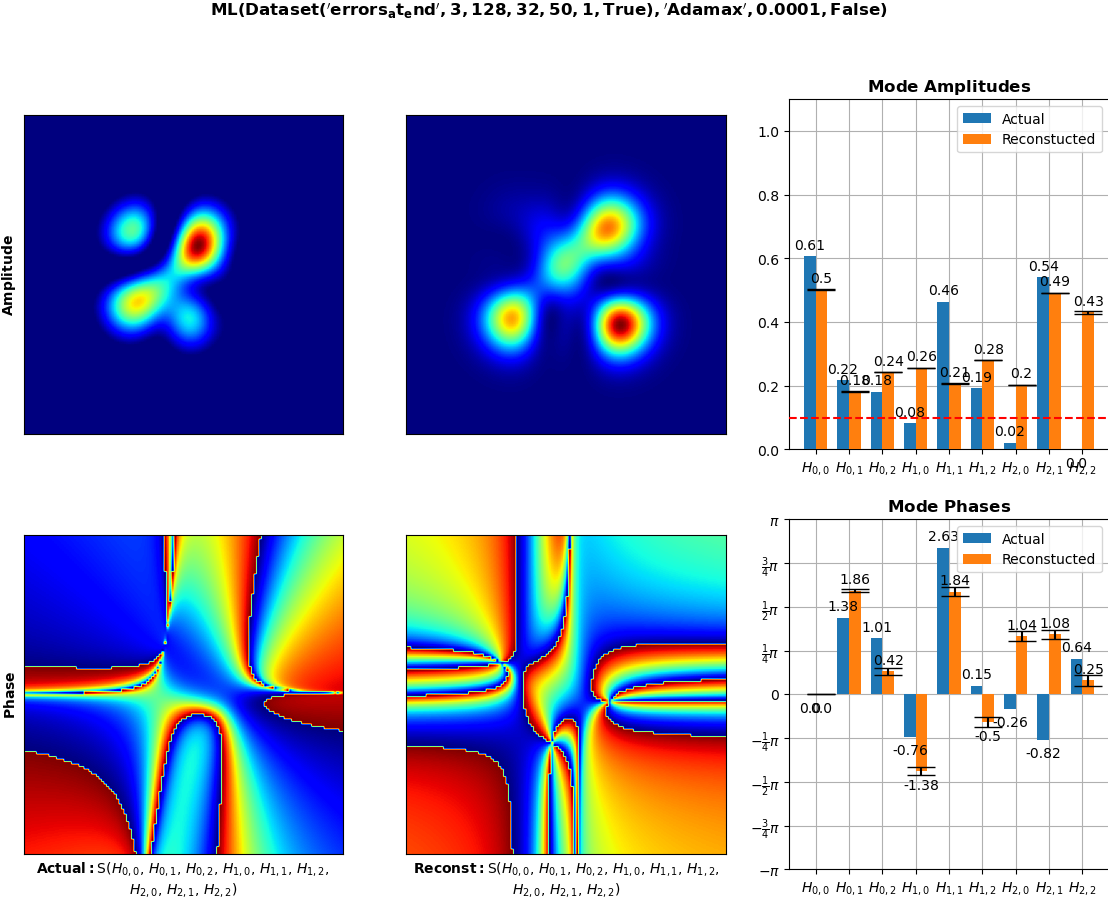 ML(Dataset('errors_at_end', 3, 128, 32, 50, 1, True), 'Adamax', 0.0001, False)
Amplitude
Mode Amplitudes
Actual
Reconstucted
1.0
0.8
0.6
0.4
0.2
0.0
0.61
0.5
0.22
0.18
0.18
0.24
0.08
0.26
0.46
0.21
0.19
0.28
0.02
0.2
0.54
0.49
0.0
0.43
H0,0 H0,1 H0,2 H1,0 H1,1 H1,2 H2,0 H2,1 H2,2
Phase
Actual: S(H0,0, H0,1, H0,2, H1,0, H1,1, H1,2,
H2,0, H2,1, H2,2)
Reconst: S(H0,0, H0,1, H0,2, H1,0, H1,1, H1,2,
H2,0, H2,1, H2,2)
Mode Phases
Actual
Reconstucted
π
3/4π
1/2π
1/4π
0
−1/4π
−1/2π
−3/4π
−π
0.0
0.0
1.38
1.86
1.01
0.42
-0.76
-1.38
2.63
1.84
0.15
-0.5
-0.26
1.04
-0.82
1.08
0.64
0.25
H0,0 H0,1 H0,2 H1,0 H1,1 H1,2 H2,0 H2,1 H2,2